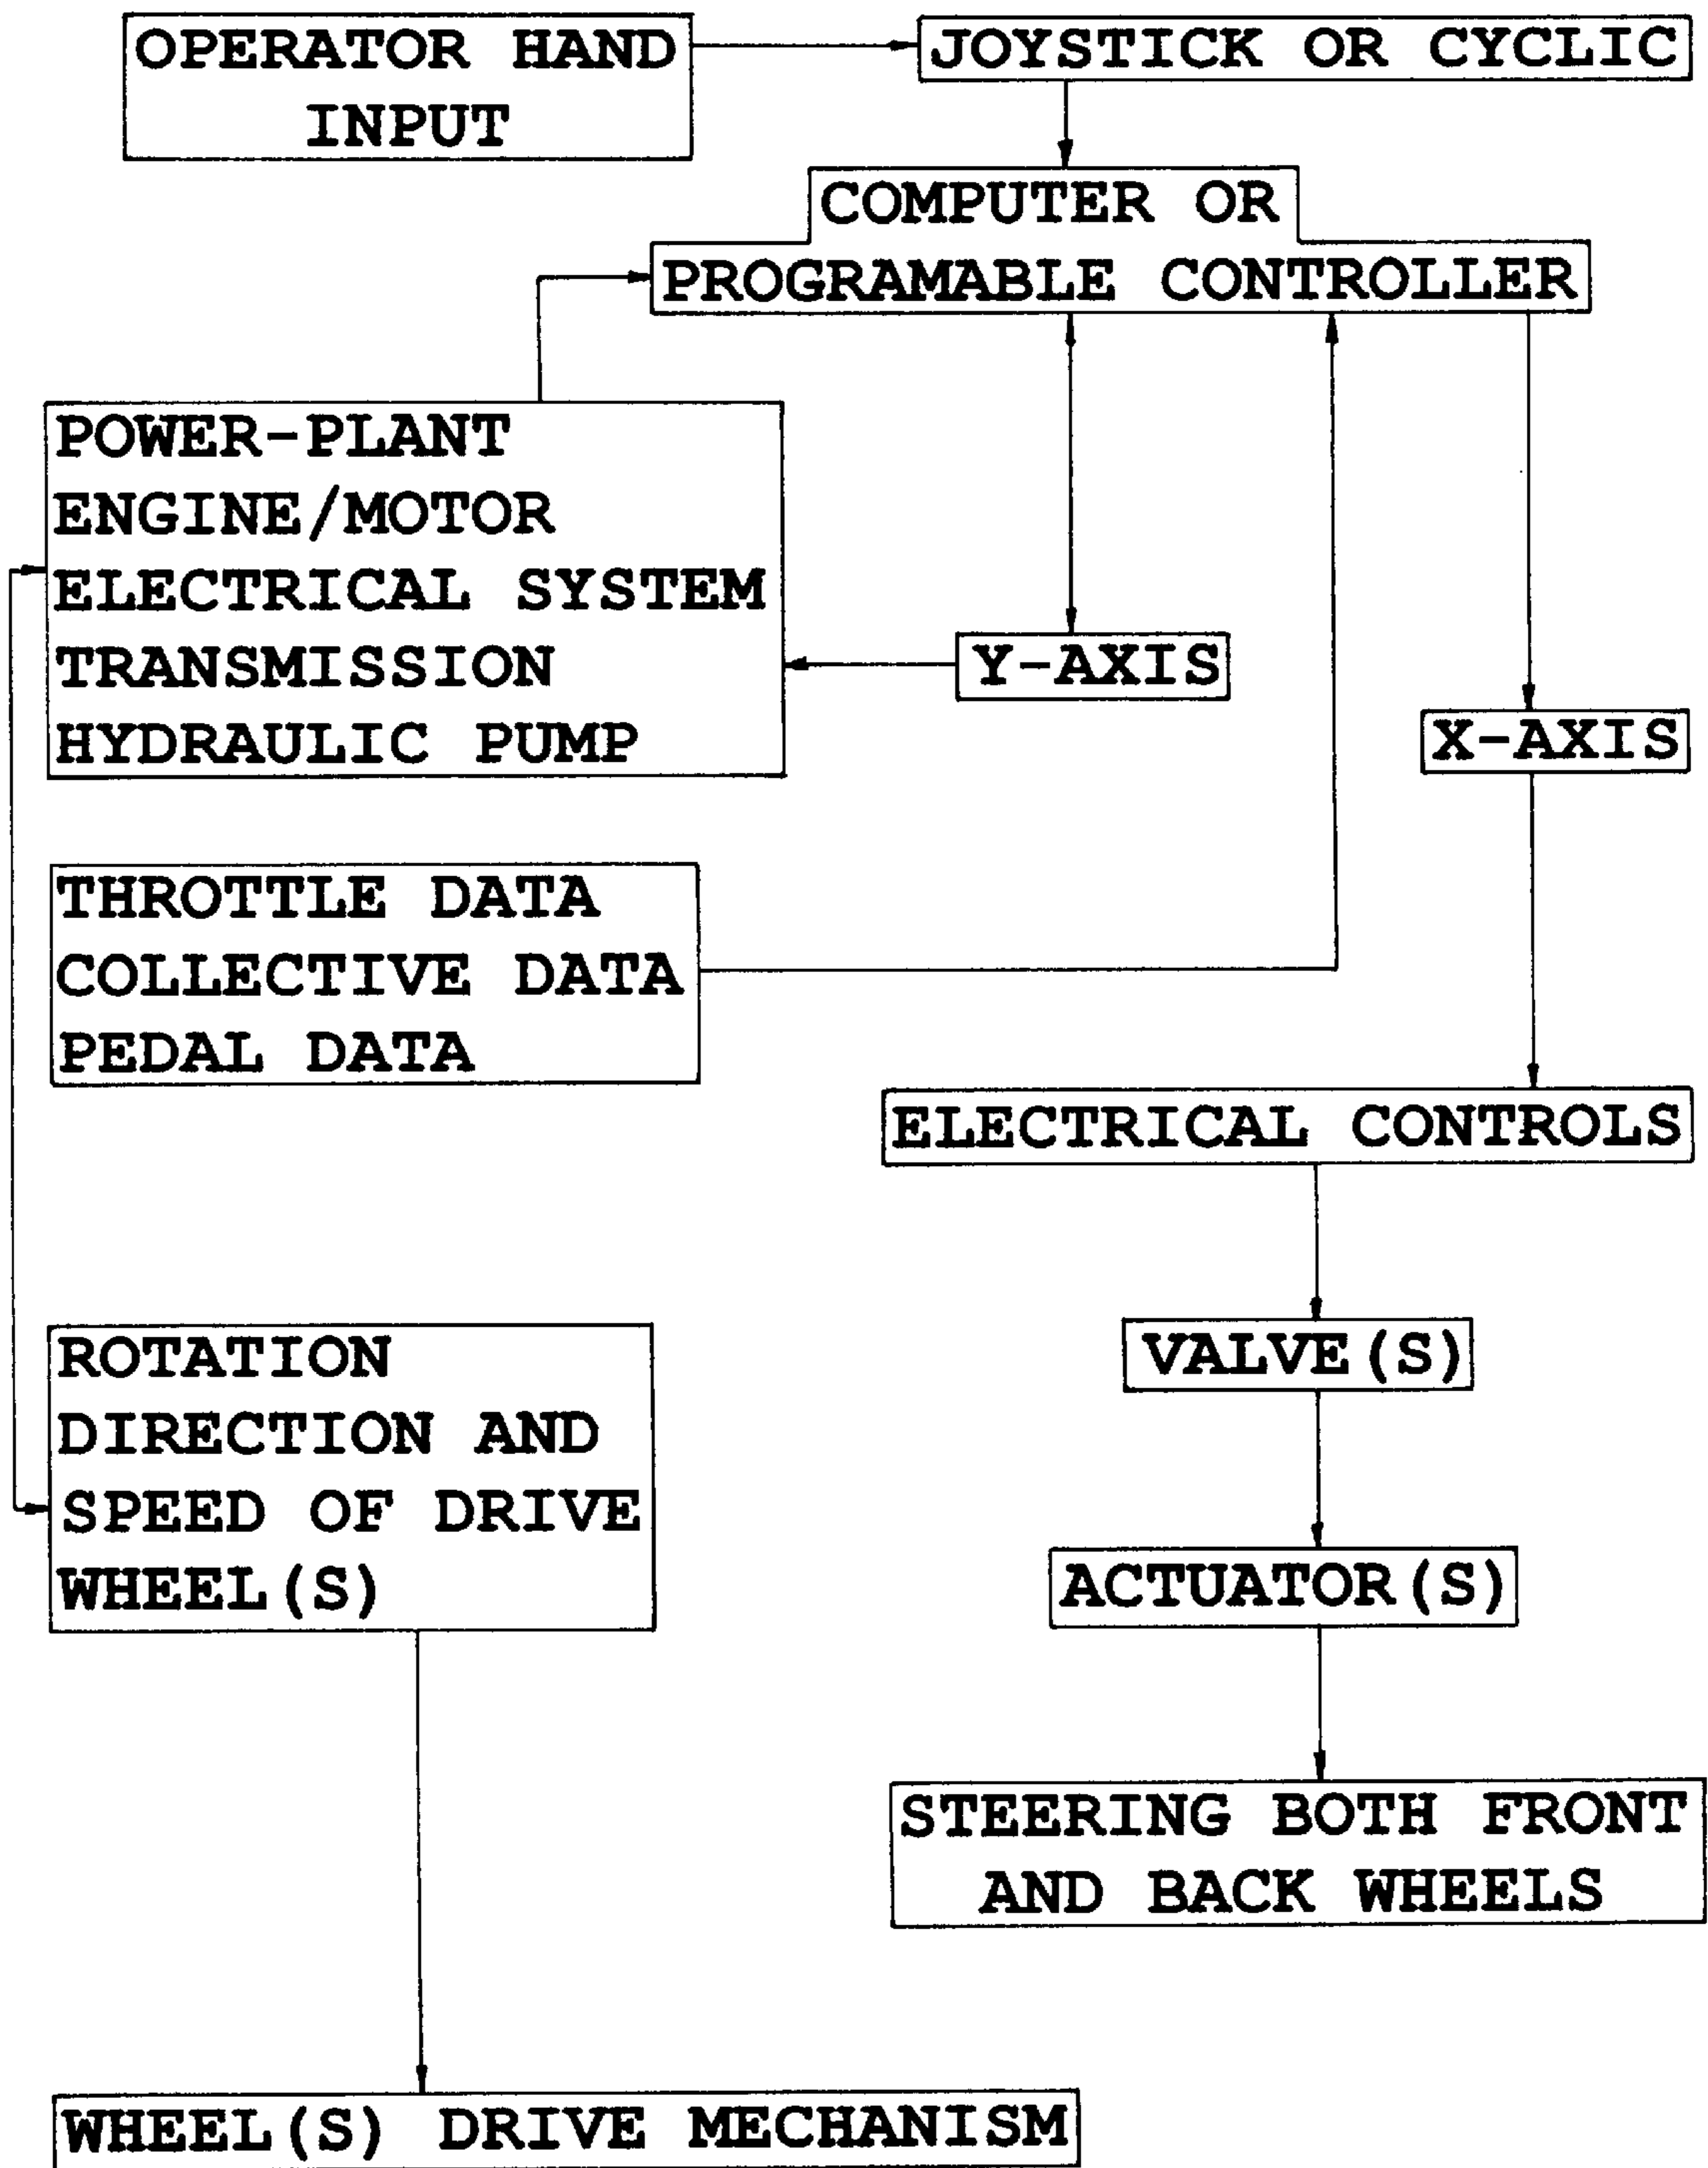 OPERATOR HAND
INPUT
JOYSTICK OR CYCLIC
COMPUTER OR
PROGRAMABLE CONTROLLER
POWER-PLANT
ENGINE/MOTOR
ELECTRICAL SYSTEM
TRANSMISSION
HYDRAULIC PUMP
Y-AXIS
X-AXIS
THROTTLE DATA
COLLECTIVE DATA
PEDAL DATA
ELECTRICAL CONTROLS
VALVE(S)
ROTATION
DIRECTION AND
SPEED OF DRIVE
WHEEL(S)
ACTUATOR(S)
STEERING BOTH FRONT
AND BACK WHEELS
WHEEL(S) DRIVE MECHANISM